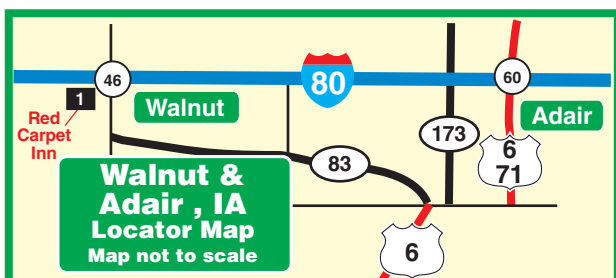 46
80
60
1
Walnut
Adair
Red
Carpet
Inn
173
83
6
71
Walnut &
Adair , IA
Locator Map
Map not to scale
6